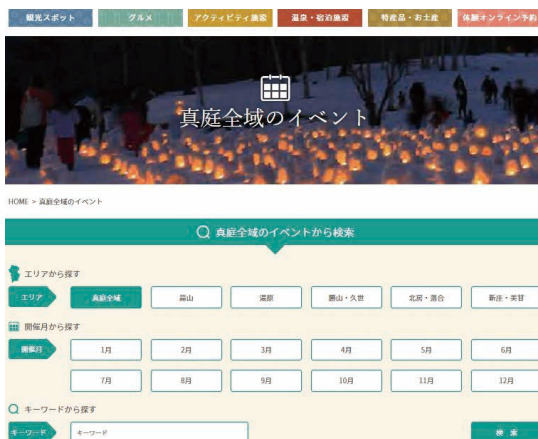 観光スポット
グルメ
アクティビティ施設
温泉・宿泊施設
特産品・お土産
体験オンライン予約
真庭全域のイベント
HOME > 真庭全域のイベント
真庭全域のイベントから検索
エリアから探す
エリア
真庭全域
蒜山
湯原
勝山・久世
北房・落合
新庄・美甘
開催月から探す
開催月
1月
2月
3月
4月
5月
6月
7月
8月
9月
10月
11月
12月
キーワードから探す
キーワード
キーワード
検 索